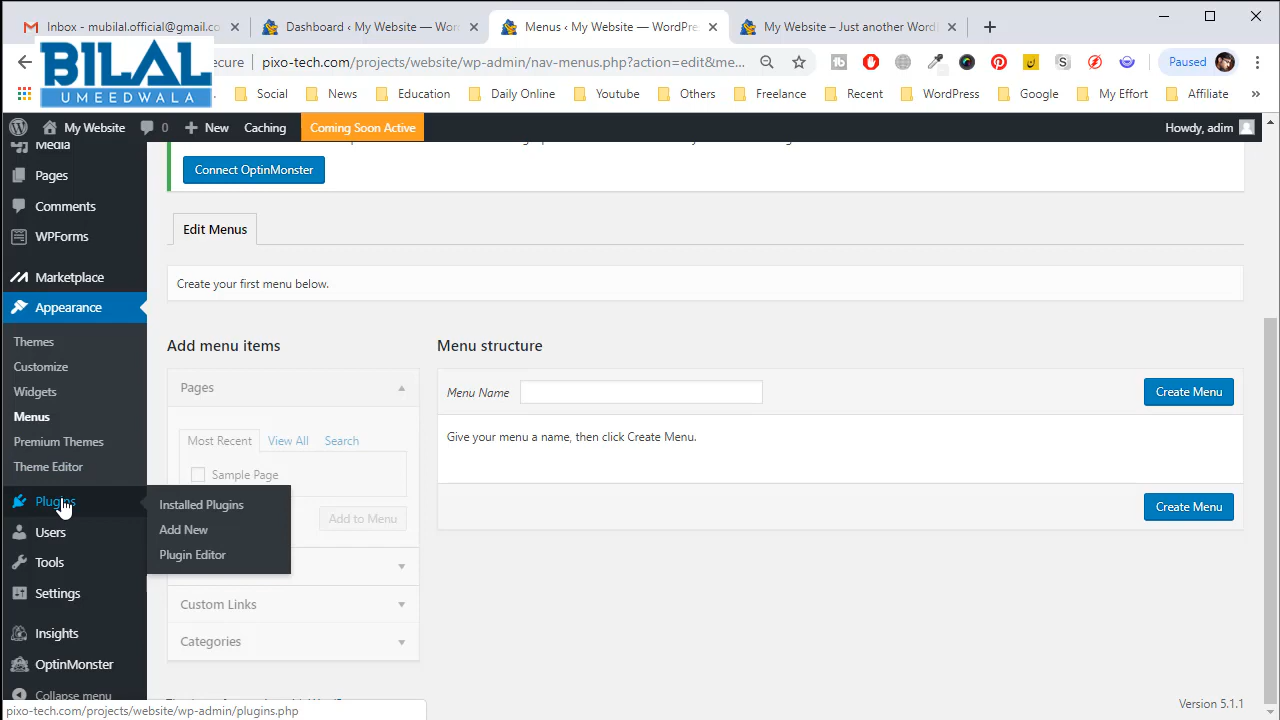 Inbox - mubilal.official@gmail.co
Dashboard ‹ My Website — Wor
Menus ‹ My Website — WordPre
My Website – Just another Word
BILAL
UMEEDWALA
ecure
pixo-tech.com/projects/website/wp-admin/nav-menus.php?action=edit&me...
Paused
Social
News
Education
Daily Online
Youtube
Others
Freelanc
Recent
WordPress
Google
My Effort
Affiliate
»
My Website
0
New
Caching
Coming Soon Active
Howdy, adim
Media
Pages
Comments
WPForms
Marketplace
Appearance
Themes
Customize
Widgets
Menus
Premium Themes
Theme Editor
Plugins
Users
Tools
Settings
Insights
OptinMonster
Collapse menu
Installed Plugins
Add New
Plugin Editor
Connect OptinMonster
Edit Menus
Create your first menu below.
Add menu items
Pages
Most Recent
View All
Search
Sample Page
Add to Menu
Custom Links
Categories
Menu structure
Menu Name
Create Menu
Give your menu a name, then click Create Menu.
Create Menu
Version 5.1.1
pixo-tech.com/projects/website/wp-admin/plugins.php